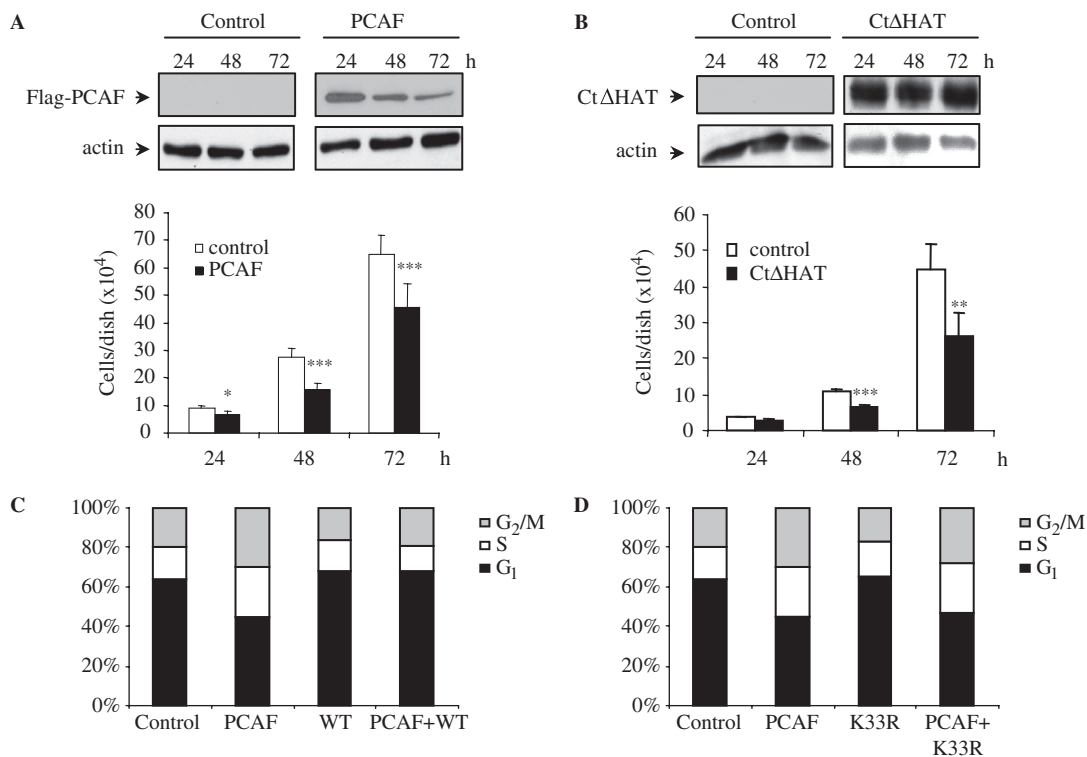 A
Control PCAF
24 48 72 24 48 72 h
Flag-PCAF
actin
80
70
60
50
40
30
20
10
0
Cells/dish (x10⁴)
control
PCAF
*
***
***
24 48 72 h
B
Control CtΔHAT
24 48 72 24 48 72 h
CtΔHAT
actin
60
50
40
30
20
10
0
Cells/dish (x10⁴)
control
CtΔHAT
***
**
24 48 72 h
C
100%
80%
60%
40%
20%
0%
G₂/M
S
G₁
Control PCAF WT PCAF+WT
D
100%
80%
60%
40%
20%
0%
G₂/M
S
G₁
Control PCAF K33R PCAF+
K33R